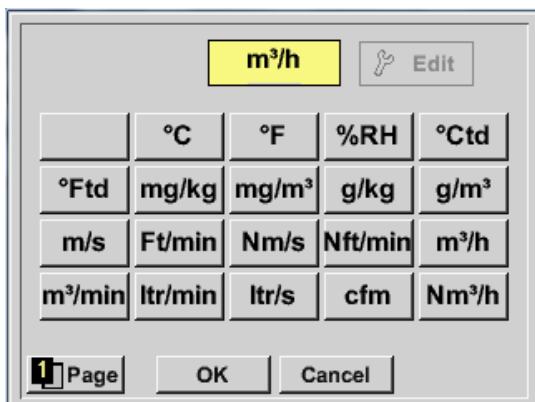 m³/h Edit
°C °F %RH °Ctd
°Ftd mg/kg mg/m³ g/kg g/m³
m/s Ft/min Nm/s Nft/min m³/h
m³/min ltr/min ltr/s cfm Nm³/h
1 Page OK Cancel